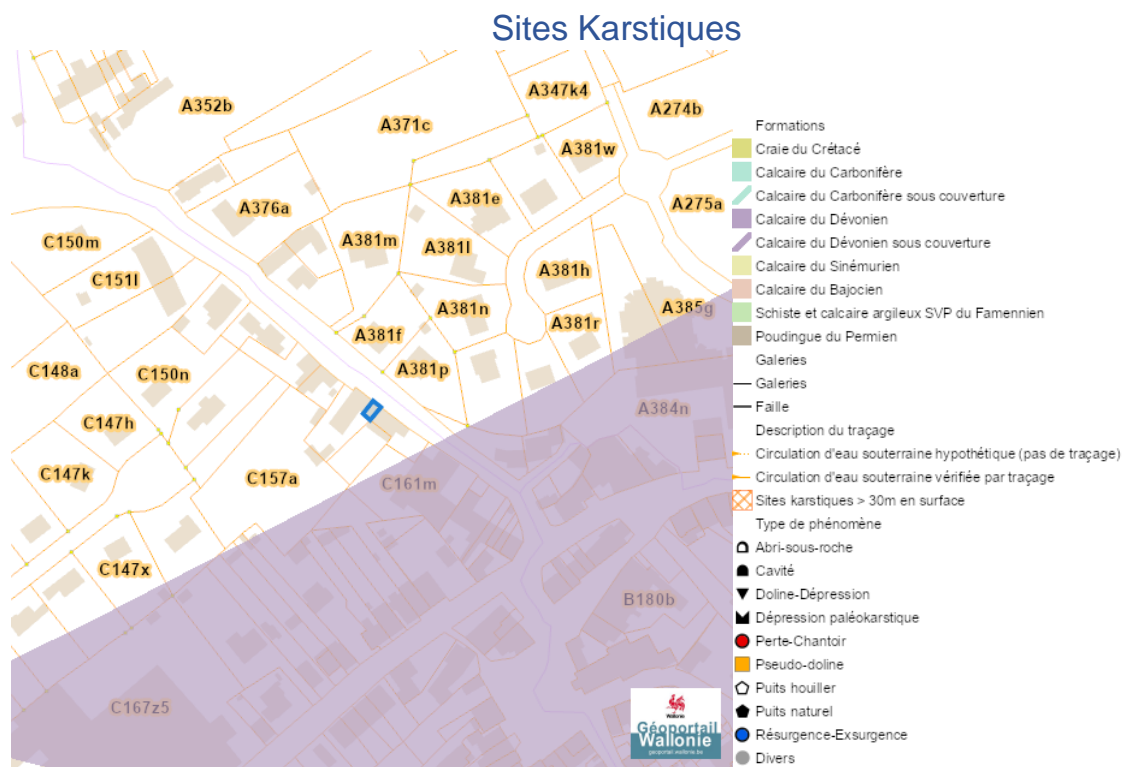 Sites Karstiques
A347k4
A352b
A274b
A371c
A381w
A381e
A275a
A376a
A381m
C150m
A381l
A381h
C151l
A381n
A385g
A381r
A381f
C148a
A381p
C150n
A384n
C147h
C147k
C157a
C161m
C147x
B180b
C167z5
Wallonie
Géoportail
Wallonie
geoportail.wallonie.be
Formations
Craie du Crétacé
Calcaire du Carbonifère
Calcaire du Carbonifère sous couverture
Calcaire du Dévonien
Calcaire du Dévonien sous couverture
Calcaire du Sinémurien
Calcaire du Bajocien
Schiste et calcaire argileux SVP du Famennien
Poudingue du Permien
Galeries
Galeries
Faille
Description du traçage
Circulation d'eau souterraine hypothétique (pas de traçage)
Circulation d'eau souterraine vérifiée par traçage
Sites karstiques > 30m en surface
Type de phénomène
Abri-sous-roche
Cavité
Doline-Dépression
Dépression paléokarstique
Perte-Chantoir
Pseudo-doline
Puits houiller
Puits naturel
Résurgence-Exsurgence
Divers